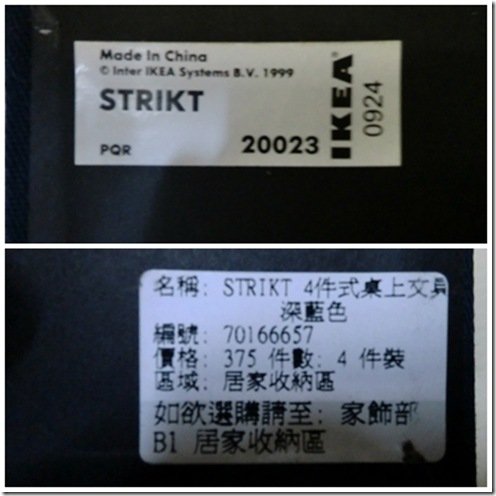 Made In China
© Inter IKEA Systems B.V. 1999
STRIKT
PQR
20023
IKEA®
0924
名稱: STRIKT 4件式桌上文具
深藍色
編號: 70166657
價格: 375 件數: 4 件裝
區域: 居家收納區
如欲選購請至: 家飾部
B1 居家收納區